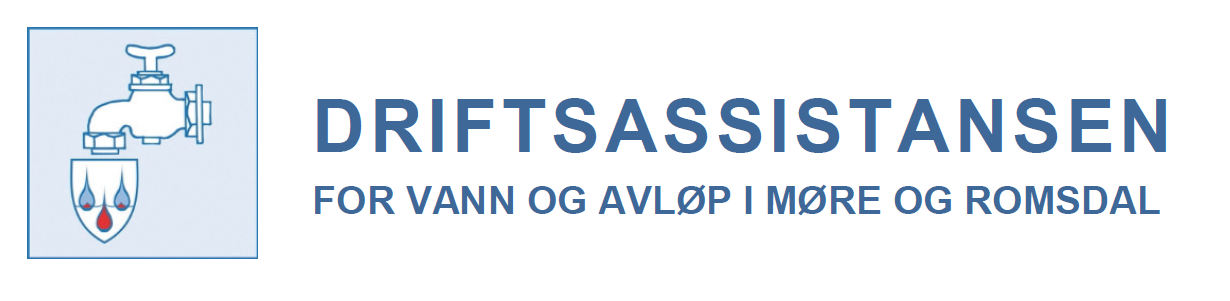 DRIFTSASSISTANSEN
FOR VANN OG AVLØP I MØRE OG ROMSDAL